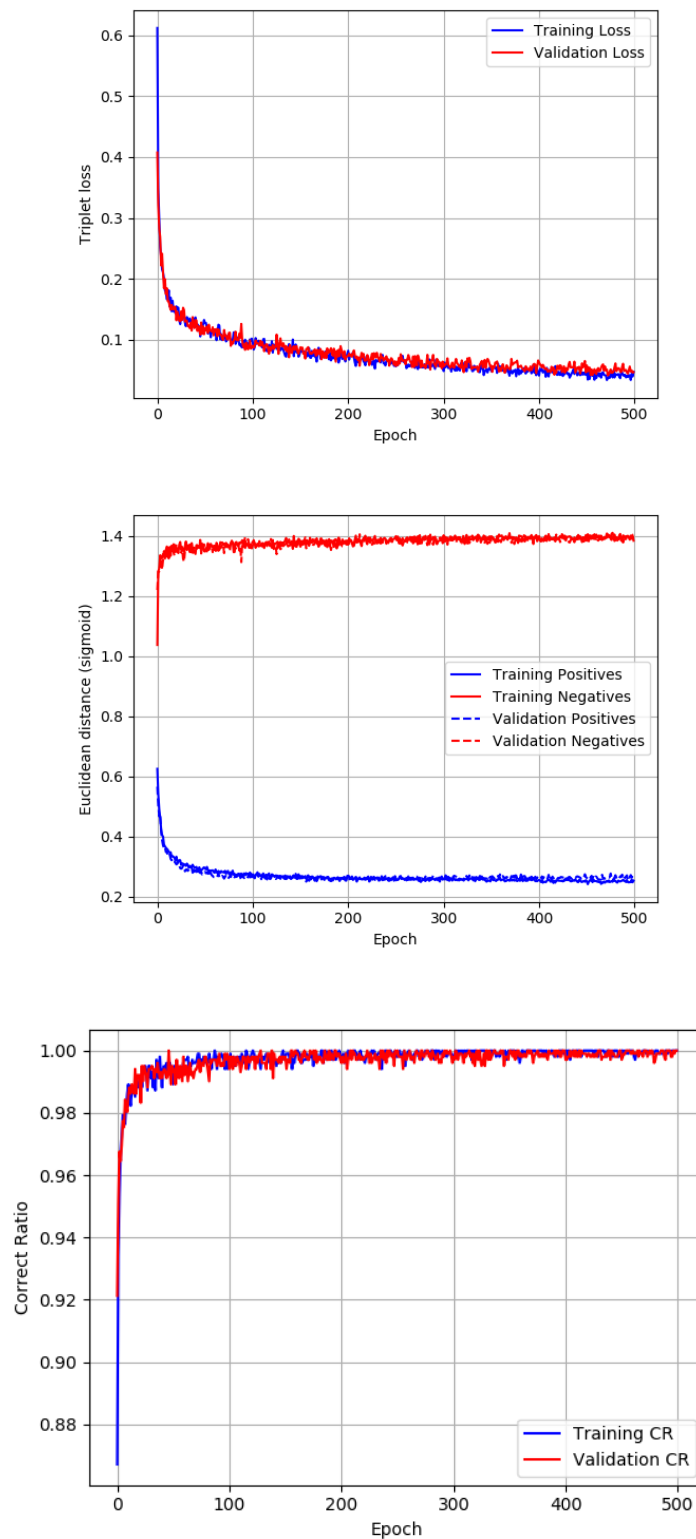 0.6
Training Loss
Validation Loss
0.5
0.4
Triplet loss
0.3
0.2
0.1
0
100
200
300
400
500
Epoch
1.4
1.2
1.0
Euclidean distance (sigmoid)
Training Positives
Training Negatives
Validation Positives
Validation Negatives
0.8
0.6
0.4
0.2
0
100
200
300
400
500
Epoch
1.00
0.98
0.96
0.94
Correct Ratio
0.92
0.90
0.88
Training CR
Validation CR
0
100
200
300
400
500
Epoch